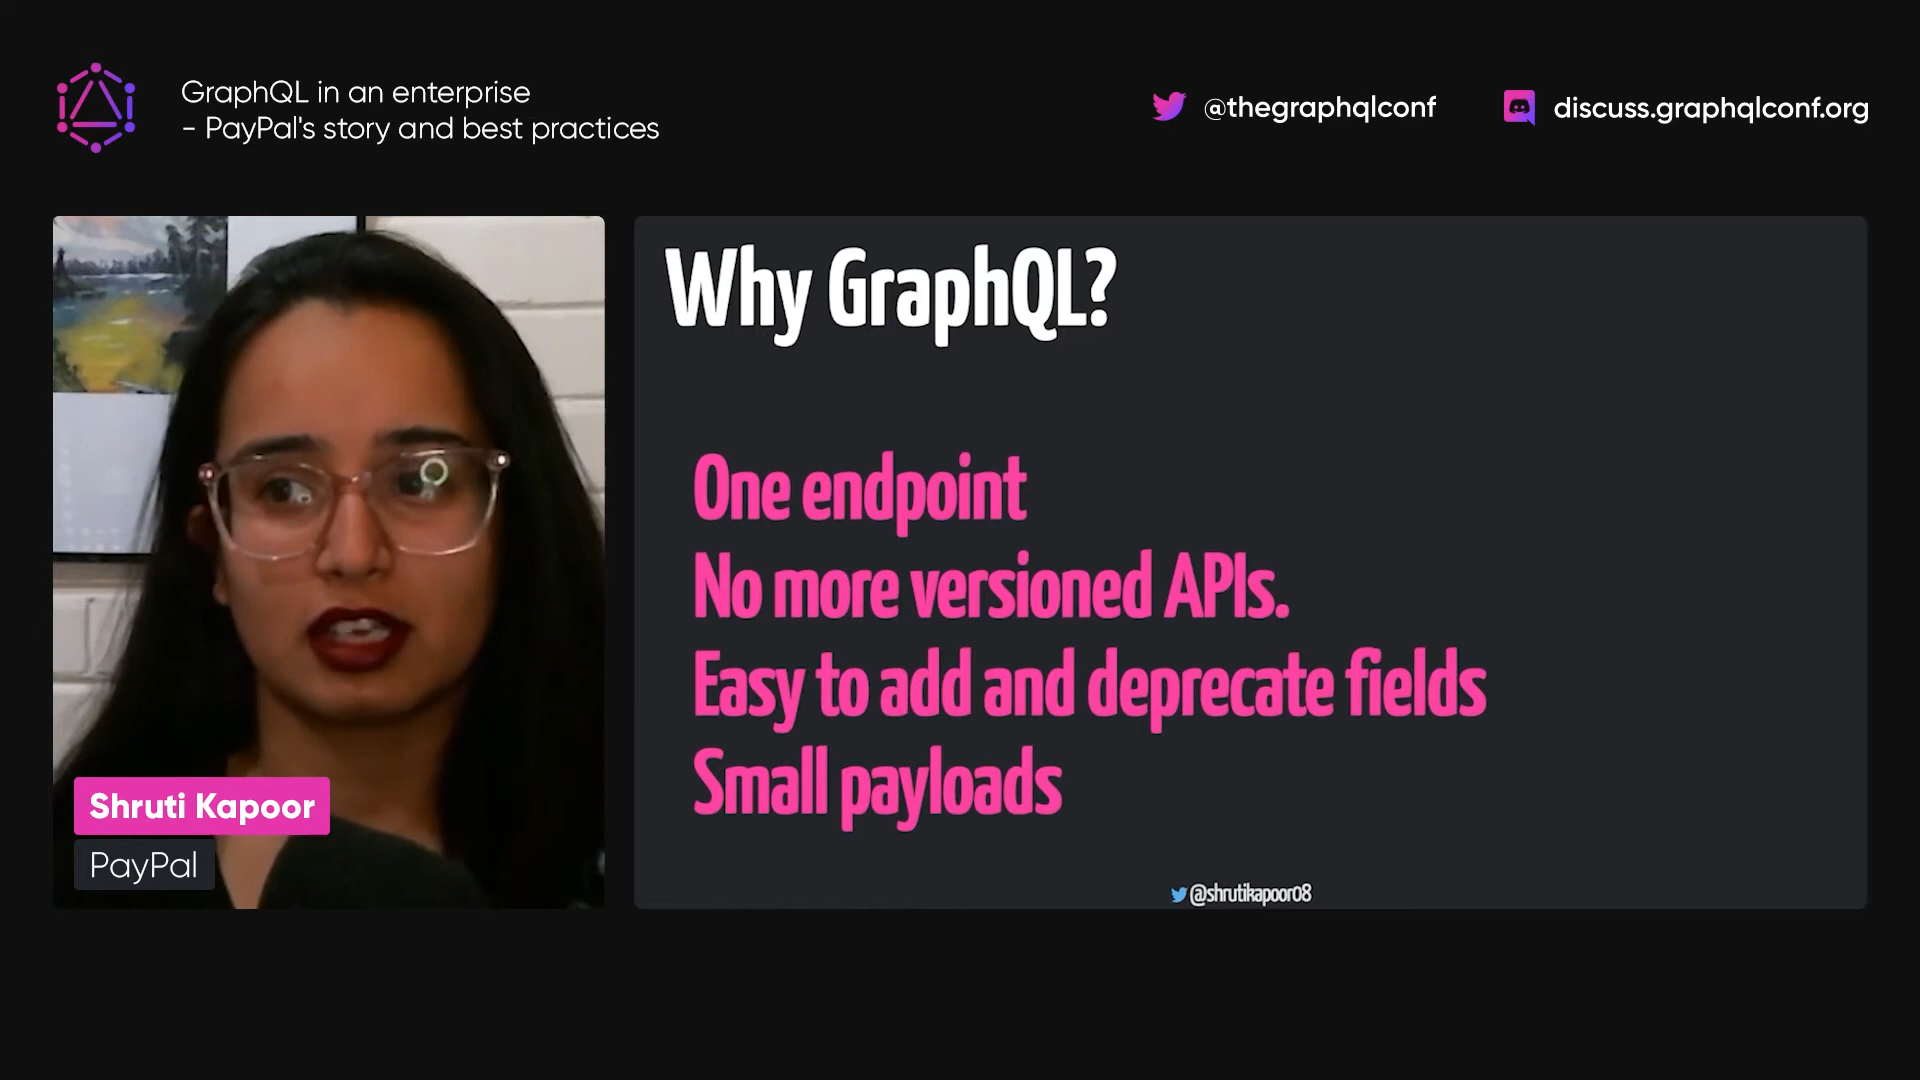 GraphQL in an enterprise
- PayPal's story and best practices
@thegraphqlconf
discuss.graphqlconf.org
Why GraphQL?
One endpoint
No more versioned APIs.
Easy to add and deprecate fields
Small payloads
Shruti Kapoor
PayPal
@shrutikapoor08